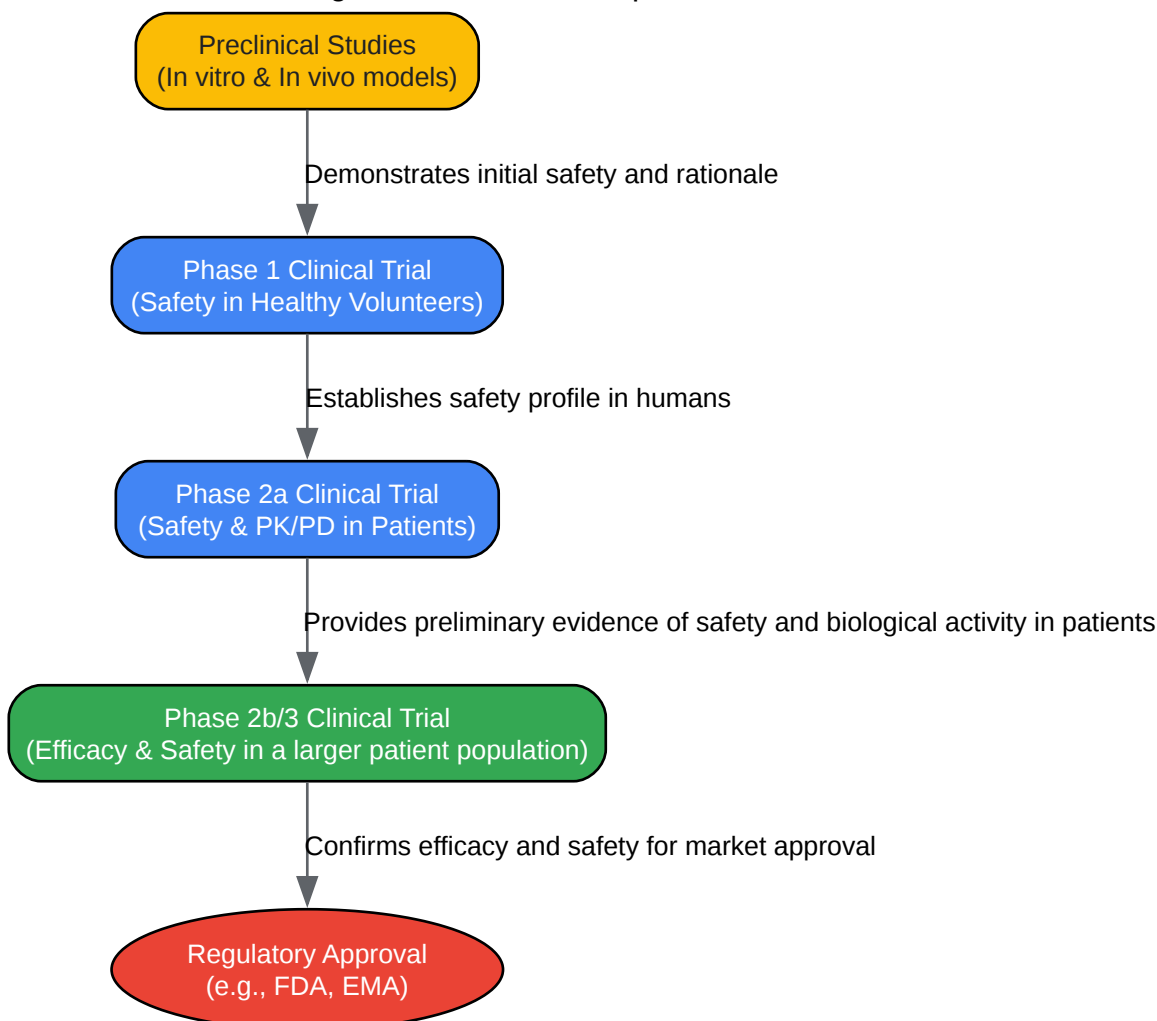 Preclinical Studies
(In vitro & In vivo models)
Demonstrates initial safety and rationale
Phase 1 Clinical Trial
(Safety in Healthy Volunteers)
Establishes safety profile in humans
Phase 2a Clinical Trial
(Safety & PK/PD in Patients)
Provides preliminary evidence of safety and biological activity in patients
Phase 2b/3 Clinical Trial
(Efficacy & Safety in a larger patient population)
Confirms efficacy and safety for market approval
Regulatory Approval
(e.g., FDA, EMA)